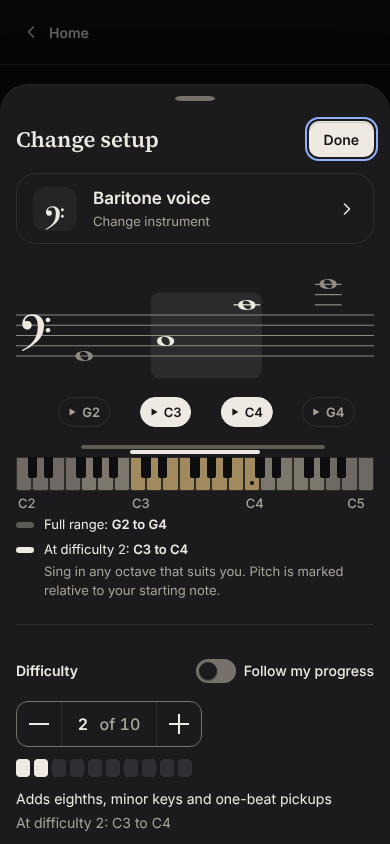 Home
Change setup
Done
Baritone voice
Change instrument
G2 C3 C4 G4
C2 C3 C4 C5
Full range: G2 to G4
At difficulty 2: C3 to C4
Sing in any octave that suits you. Pitch is marked
relative to your starting note.
Difficulty
Follow my progress
2 of 10
Adds eighths, minor keys and one-beat pickups
At difficulty 2: C3 to C4